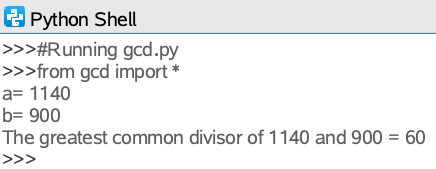 Python Shell
>>>#Running gcd.py
>>>from gcd import *
a= 1140
b= 900
The greatest common divisor of 1140 and 900 = 60
>>>